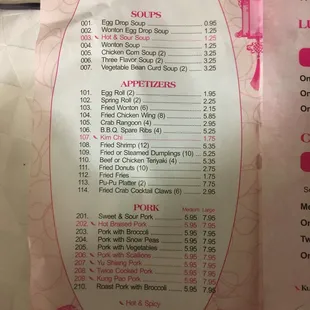 SOUPS
001. Egg Drop Soup 0.95
002. Wonton Egg Drop Soup 1.25
003. Hot & Sour Soup 1.25
004. Wonton Soup 1.25
005. Chicken Corn Soup (2) 3.25
006. Three Flavor Soup (2) 3.25
007. Vegetable Bean Curd Soup (2) 3.25
APPETIZERS
101. Egg Roll (2) 1.95
102. Spring Roll (2) 2.25
103. Fried Wonton (6) 2.95
104. Fried Chicken Wing (8) 5.85
105. Crab Rangoon (4) 2.95
106. B.B.Q. Spare Ribs (4) 5.25
107. Kim Chi 1.75
108. Fried Shrimp (12) 5.35
109. Fried or Steamed Dumplings (10) 5.25
110. Beef or Chicken Teriyaki (4) 5.35
111. Fried Donuts (10) 2.75
112. Fried Fries 1.75
113. Pu-Pu Platter (2) 7.75
114. Fried Crab Cocktail Claws (6) 2.95
PORK
Medium Large
201. Sweet & Sour Pork 5.95 7.95
202. Hot Braised Pork 5.95 7.95
203. Pork with Broccoli 5.95 7.95
204. Pork with Snow Peas 5.95 7.95
205. Pork with Vegetables 5.95 7.95
206. Pork with Scallions 5.95 7.95
207. Yu Shiang Pork 5.95 7.95
208. Twice Cooked Pork 5.95 7.95
209. Kung Pao Pork 5.95 7.95
210. Roast Pork with Broccoli 5.95 7.95
Hot & Spicy